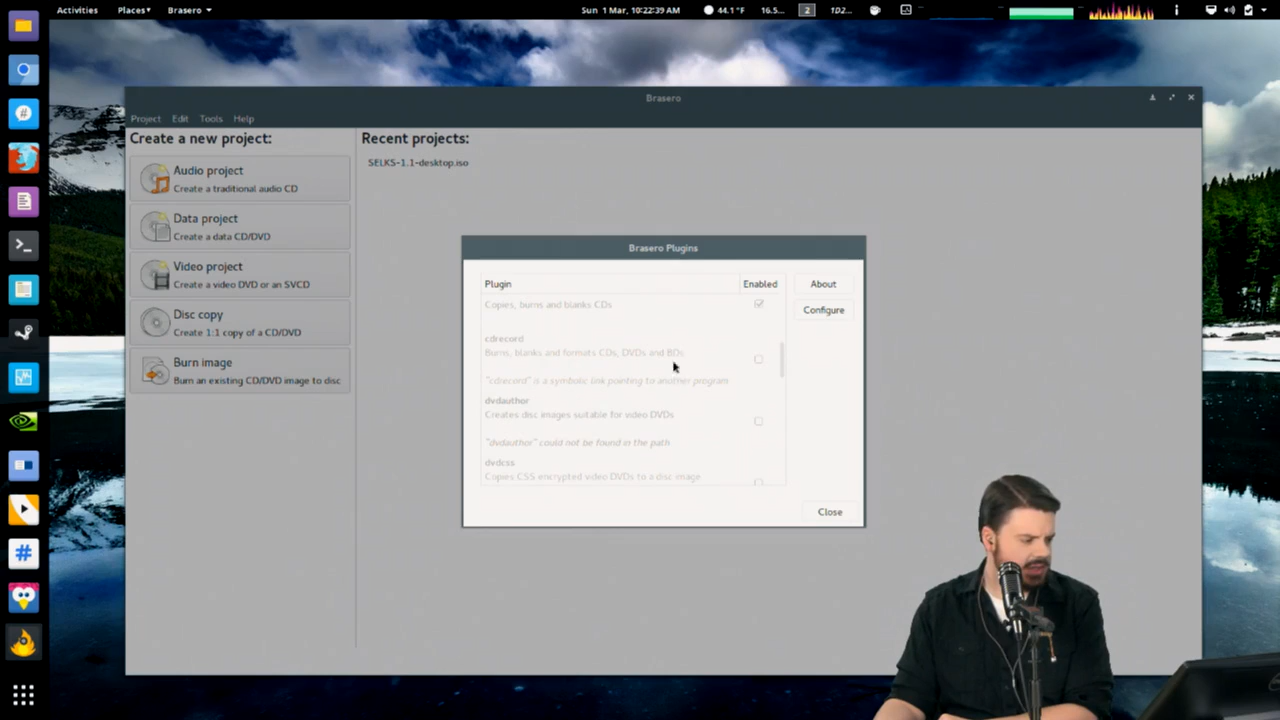 Activities Places Brasero Sun 1 Mar, 10:22:39 AM 44.1 °F 16.5... 2 1D2...
Brasero
Project Edit Tools Help
Create a new project:
Audio project
Create a traditional audio CD
Data project
Create a data CD/DVD
Video project
Create a video DVD or an SVCD
Disc copy
Create 1:1 copy of a CD/DVD
Burn image
Burn an existing CD/DVD image to disc
Recent projects:
SELKS-1.1-desktop.iso
Brasero Plugins
Plugin Enabled
Copies, burns and blanks CDs
cdrecord
Burns, blanks and formats CDs, DVDs and BDs
"cdrecord" is a symbolic link pointing to another program
dvdauthor
Creates disc images suitable for video DVDs
"dvdauthor" could not be found in the path
dvdcss
Copies CSS encrypted video DVDs to a disc image
About
Configure
Close